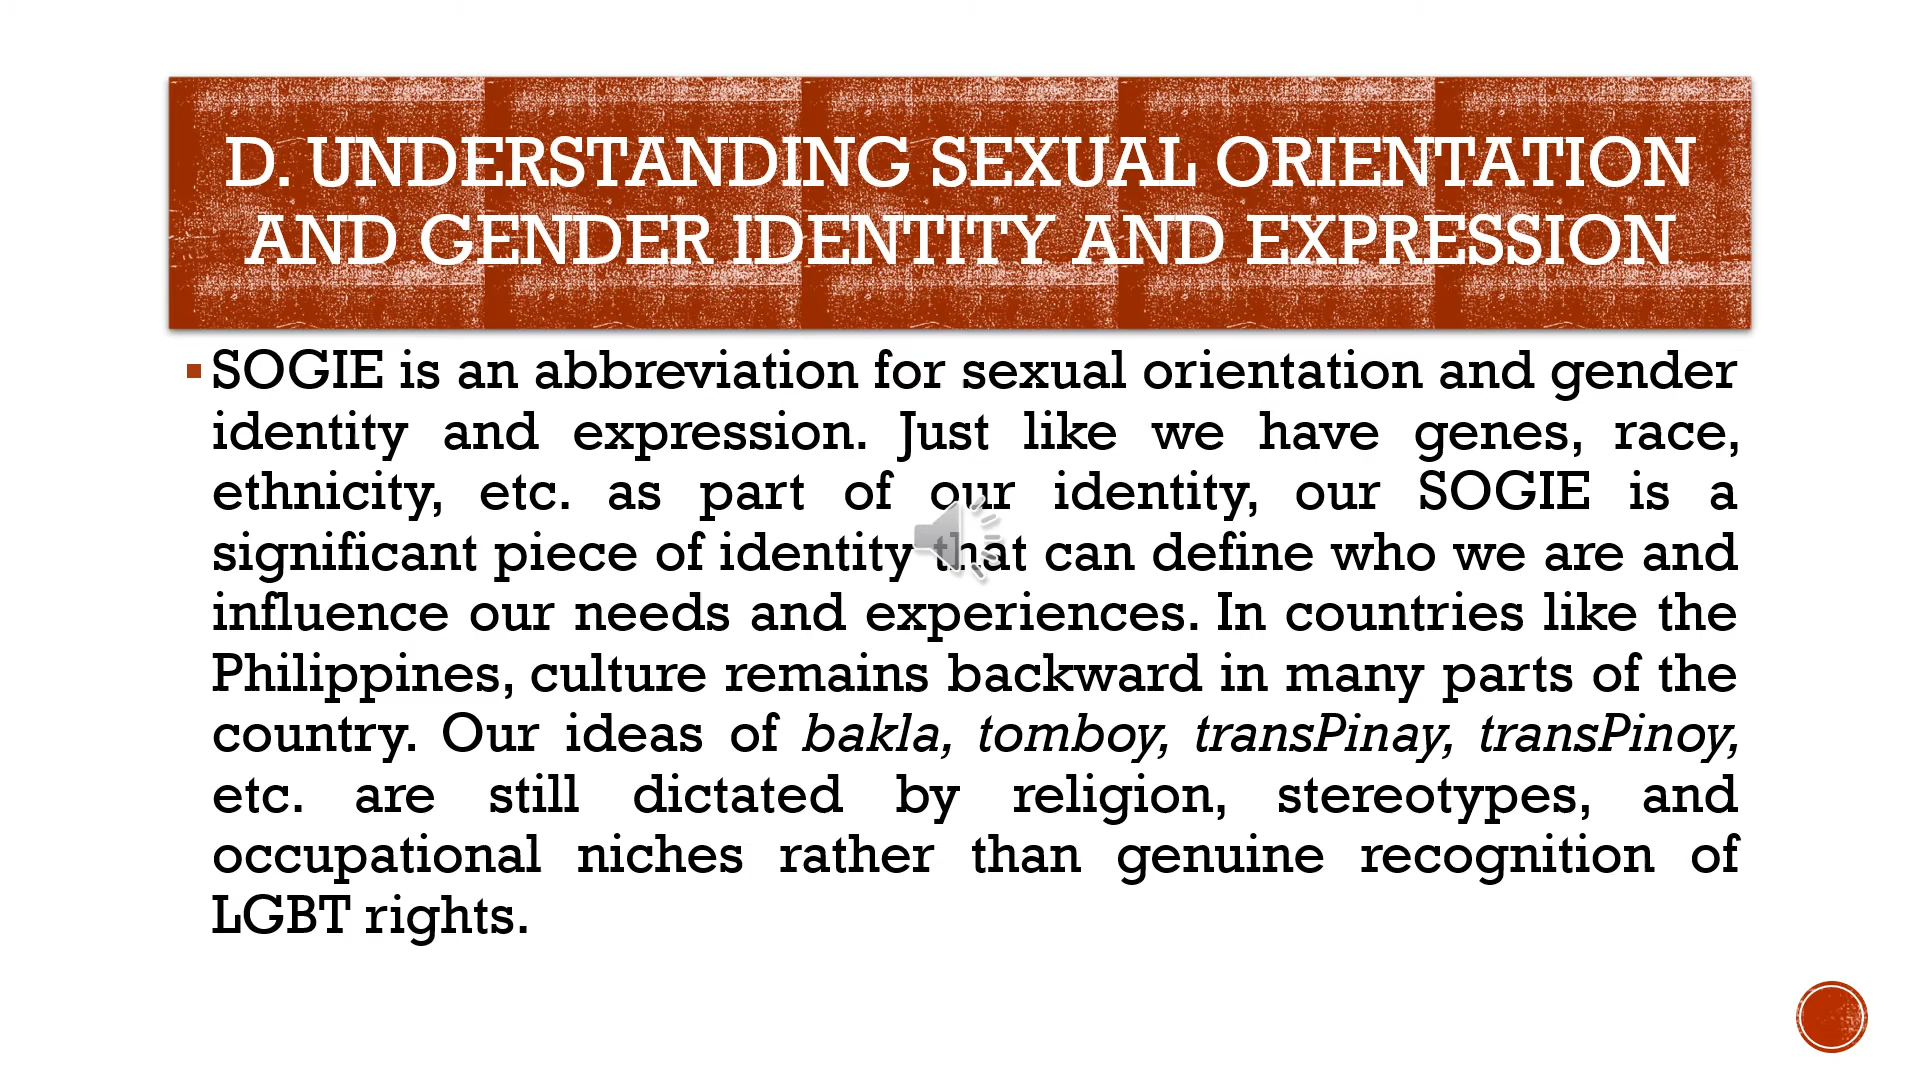 D. UNDERSTANDING SEXUAL ORIENTATION
AND GENDER IDENTITY AND EXPRESSION
SOGIE is an abbreviation for sexual orientation and gender
identity and expression. Just like we have genes, race,
ethnicity, etc. as part of our identity, our SOGIE is a
significant piece of identity that can define who we are and
influence our needs and experiences. In countries like the
Philippines, culture remains backward in many parts of the
country. Our ideas of bakla, tomboy, transPinay, transPinoy,
etc. are still dictated by religion, stereotypes, and
occupational niches rather than genuine recognition of
LGBT rights.